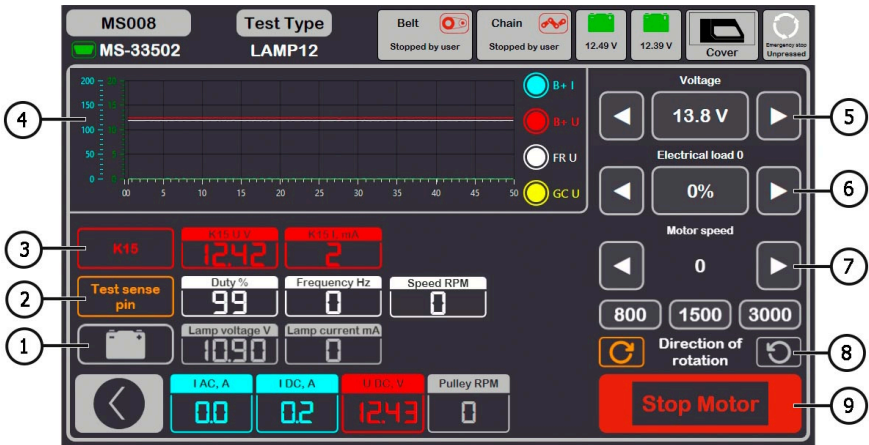 MS008
MS-33502
Test Type
LAMP12
Belt
Stopped by user
Chain
Stopped by user
12.49 V
12.39 V
Cover
Emergency stop
Unpressed
4
200
150
100
50
0
20
15
10
5
0
00 5 10 15 20 25 30 35 40 45 50
B+ I
B+ U
FR U
GC U
Voltage
13.8 V
5
Electrical load 0
0%
6
Motor speed
0
7
800 1500 3000
Direction of
rotation
8
Stop Motor
9
3
K15
K15 U V
12.42
K15 I, mA
2
2
Test sense
pin
Duty %
99
Frequency Hz
0
Speed RPM
0
1
Lamp voltage V
10.90
Lamp current mA
0
I AC, A
0.0
I DC, A
0.2
U DC, V
12.43
Pulley RPM
0